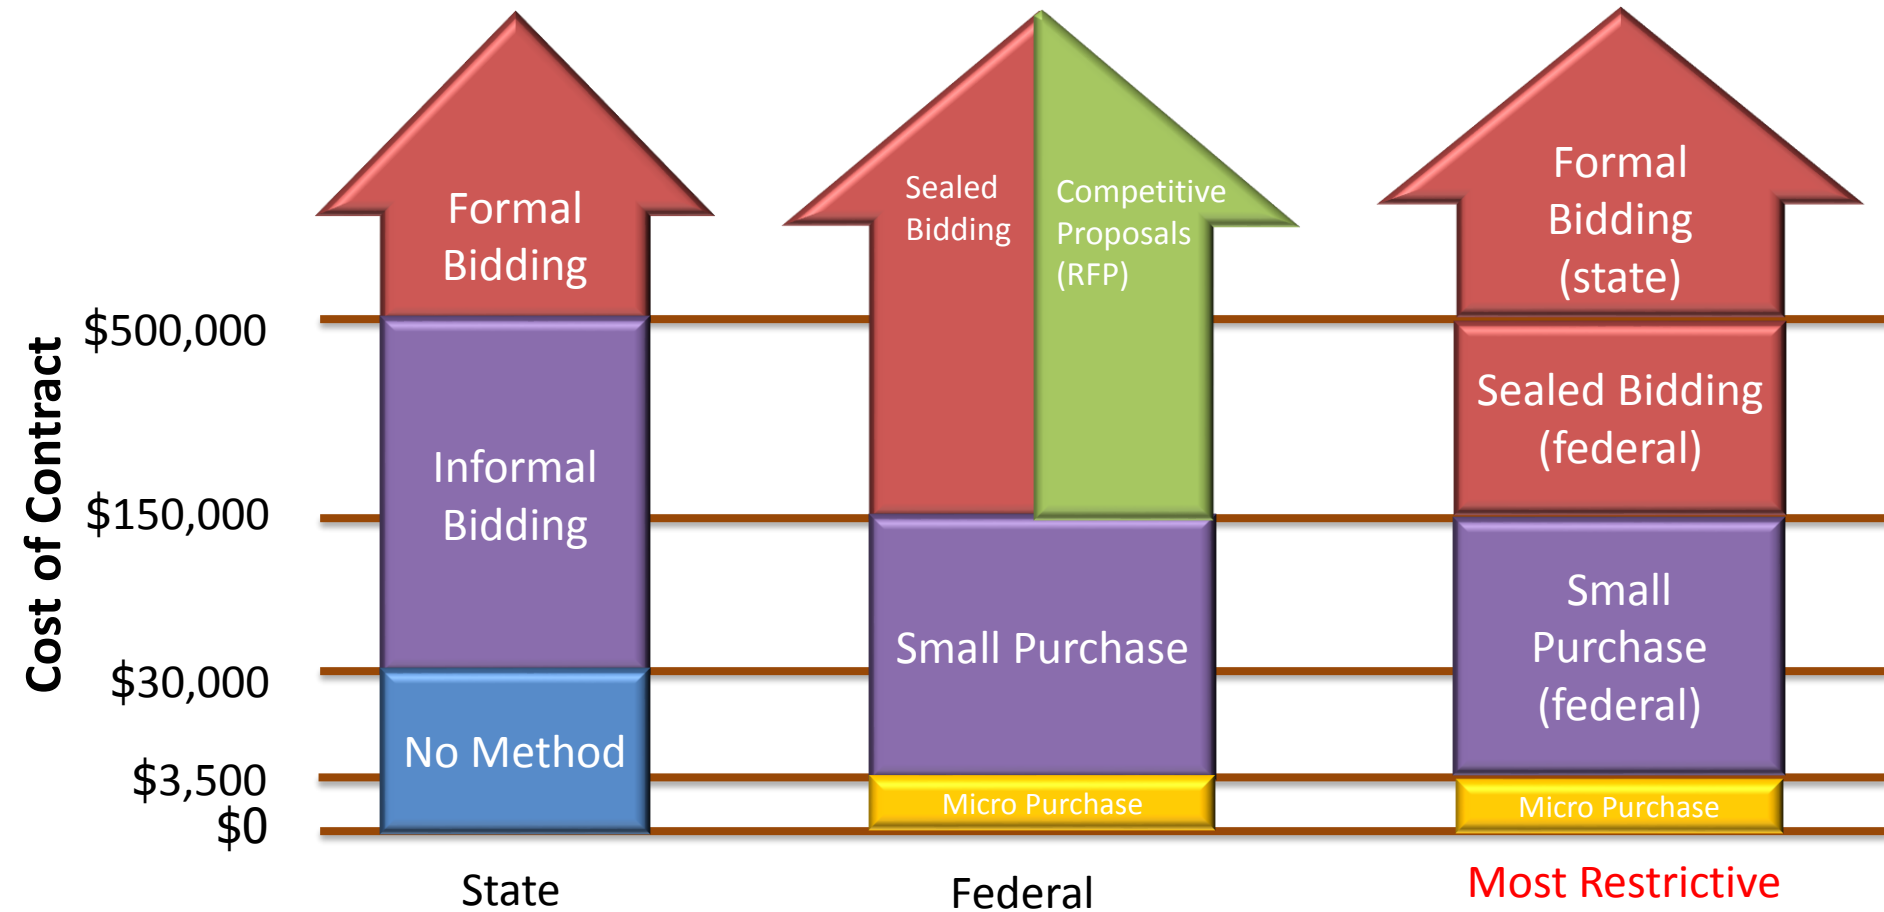 Cost of Contract
$500,000
$150,000
$30,000
$3,500
$0
Formal
Bidding
Informal
Bidding
No Method
State
Sealed
Bidding
Competitive
Proposals
(RFP)
Small Purchase
Micro Purchase
Federal
Formal
Bidding
(state)
Sealed Bidding
(federal)
Small
Purchase
(federal)
Micro Purchase
Most Restrictive